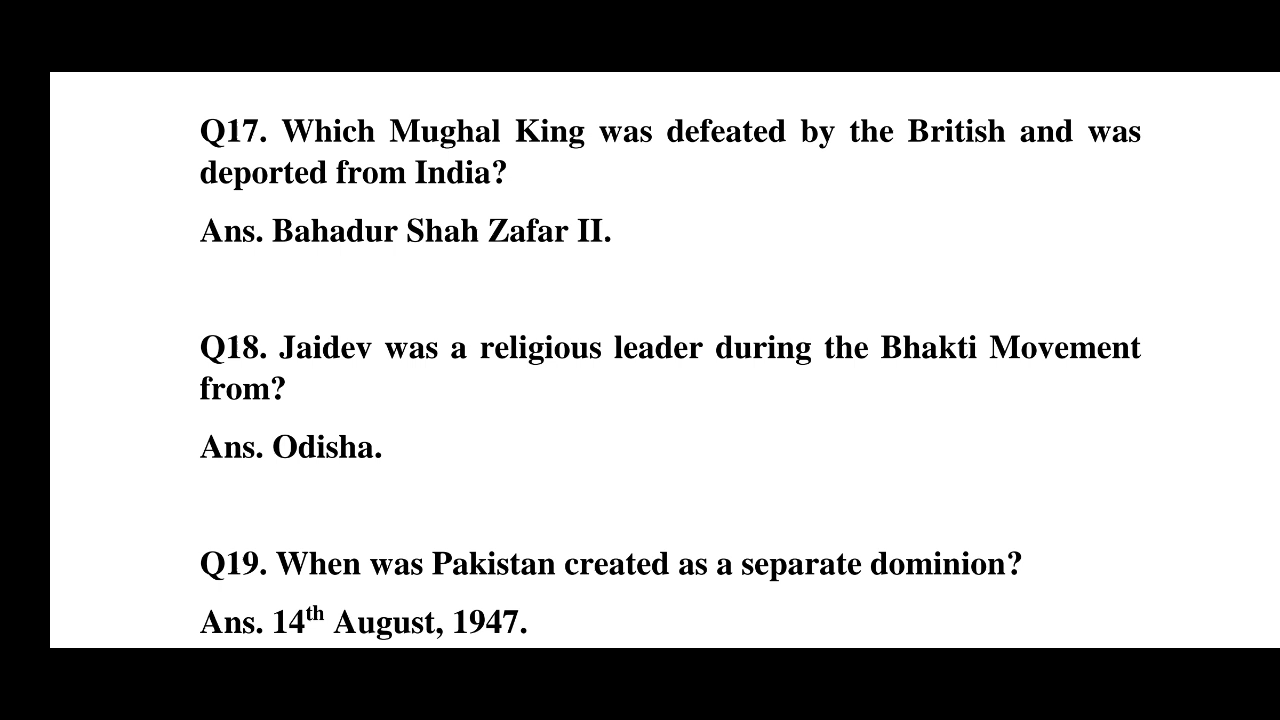 Q17. Which Mughal King was defeated by the British and was
deported from India?
Ans. Bahadur Shah Zafar II.
Q18. Jaidev was a religious leader during the Bhakti Movement
from?
Ans. Odisha.
Q19. When was Pakistan created as a separate dominion?
Ans. 14th August, 1947.